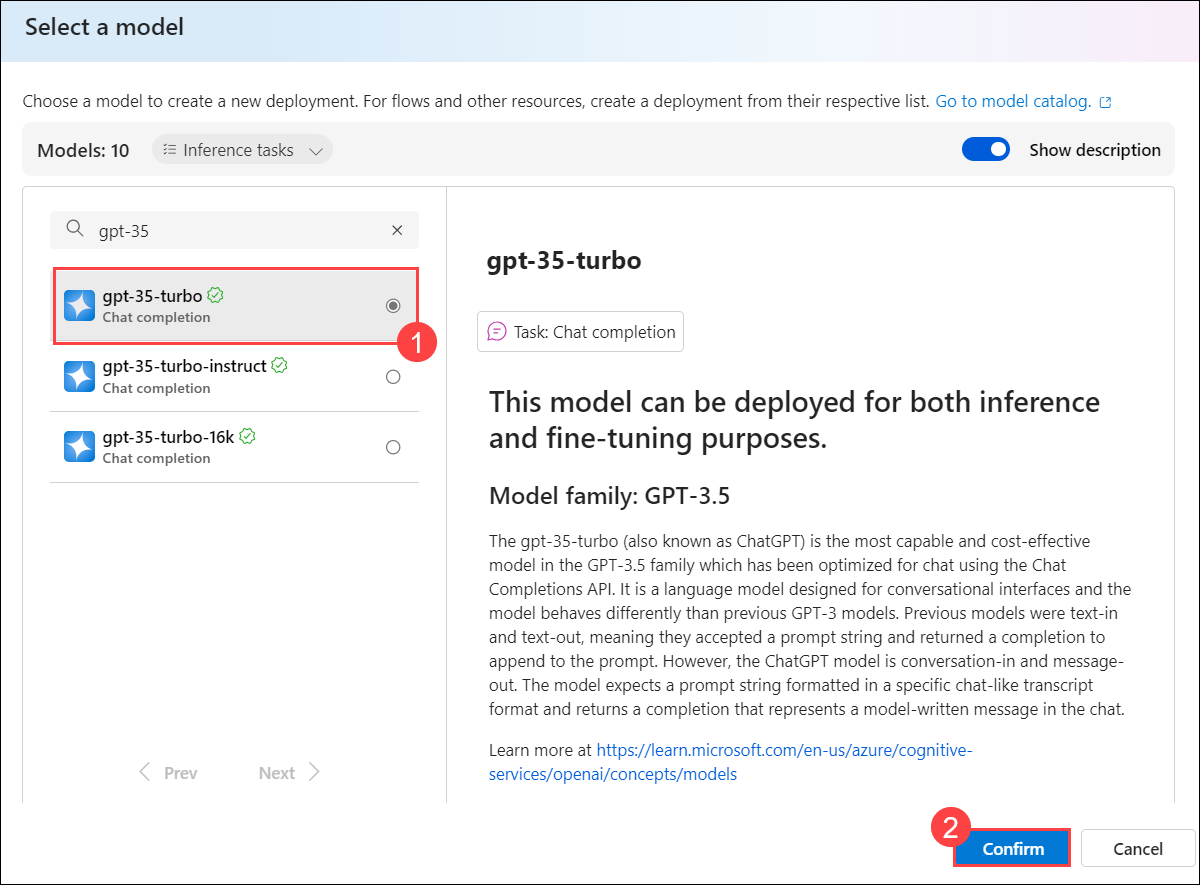 Select a model
Choose a model to create a new deployment. For flows and other resources, create a deployment from their respective list. Go to model catalog.
Models: 10
Inference tasks
Show description
gpt-35
gpt-35-turbo
Chat completion
1
gpt-35-turbo-instruct
Chat completion
gpt-35-turbo-16k
Chat completion
Prev
Next
gpt-35-turbo
Task: Chat completion
This model can be deployed for both inference
and fine-tuning purposes.
Model family: GPT-3.5
The gpt-35-turbo (also known as ChatGPT) is the most capable and cost-effective
model in the GPT-3.5 family which has been optimized for chat using the Chat
Completions API. It is a language model designed for conversational interfaces and the
model behaves differently than previous GPT-3 models. Previous models were text-in
and text-out, meaning they accepted a prompt string and returned a completion to
append to the prompt. However, the ChatGPT model is conversation-in and message-
out. The model expects a prompt string formatted in a specific chat-like transcript
format and returns a completion that represents a model-written message in the chat.
Learn more at https://learn.microsoft.com/en-us/azure/cognitive-
services/openai/concepts/models
2
Confirm
Cancel